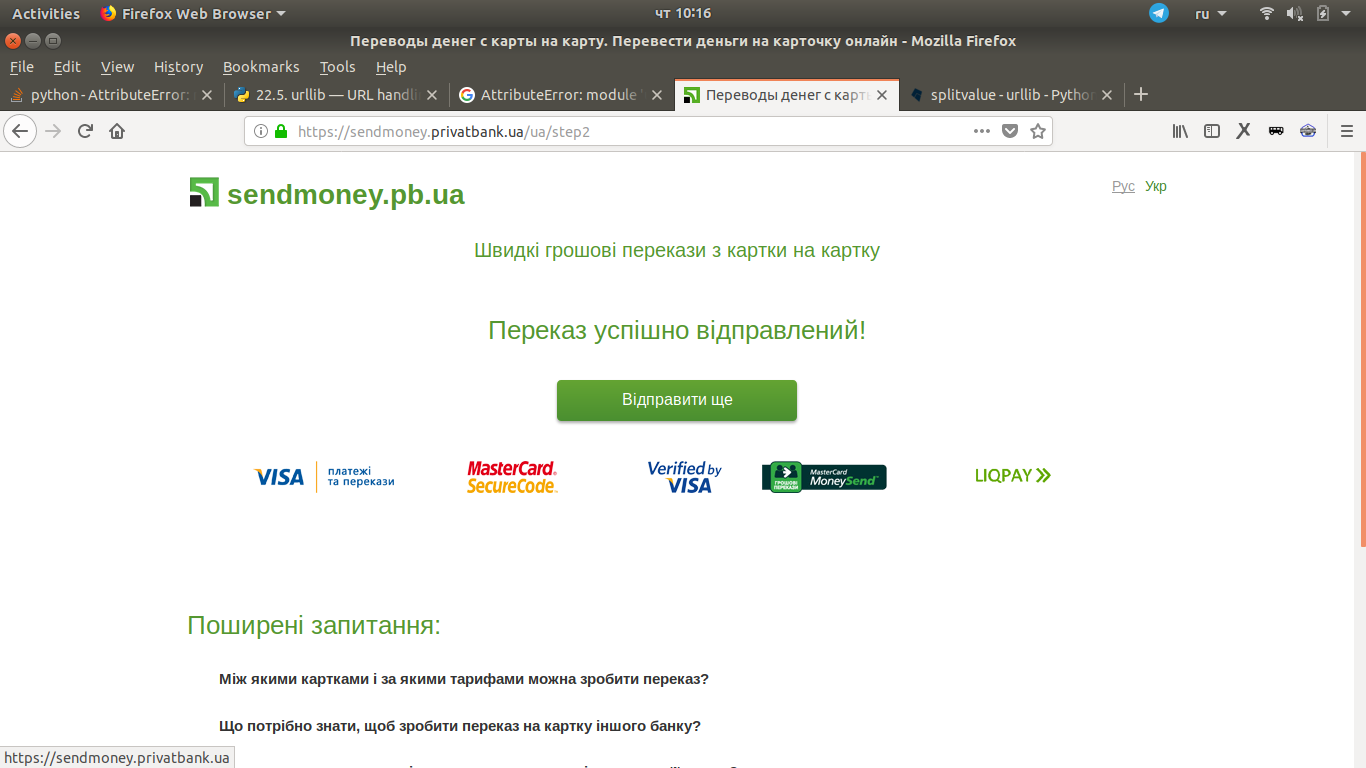 Activities Firefox Web Browser чт 10:16 ru
Переводы денег с карты на карту. Перевести деньги на карточку онлайн - Mozilla Firefox
File Edit View History Bookmarks Tools Help
python - AttributeError: 22.5. urllib — URL handli AttributeError: module Переводы денег с карт splitvalue - urllib - Python
https://sendmoney.privatbank.ua/ua/step2
sendmoney.pb.ua Рус Укр
Швидкі грошові перекази з картки на картку
Переказ успішно відправлений!
Відправити ще
VISA платежі та перекази
MasterCard SecureCode
Verified by VISA
ГРОШОВІ ПЕРЕКАЗИ MasterCard MoneySend
LIQPAY
Поширені запитання:
Між якими картками і за якими тарифами можна зробити переказ?
Що потрібно знати, щоб зробити переказ на картку іншого банку?
https://sendmoney.privatbank.ua